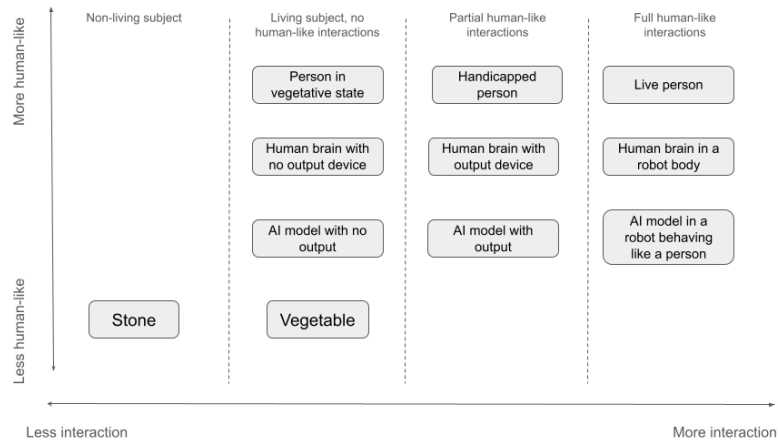 More human-like
Less human-like
Non-living subject
Living subject, no
human-like interactions
Partial human-like
interactions
Full human-like
interactions
Person in
vegetative state
Handicapped
person
Live person
Human brain with
no output device
Human brain with
output device
Human brain in a
robot body
AI model with no
output
AI model with
output
AI model in a
robot behaving
like a person
Stone
Vegetable
Less interaction
More interaction